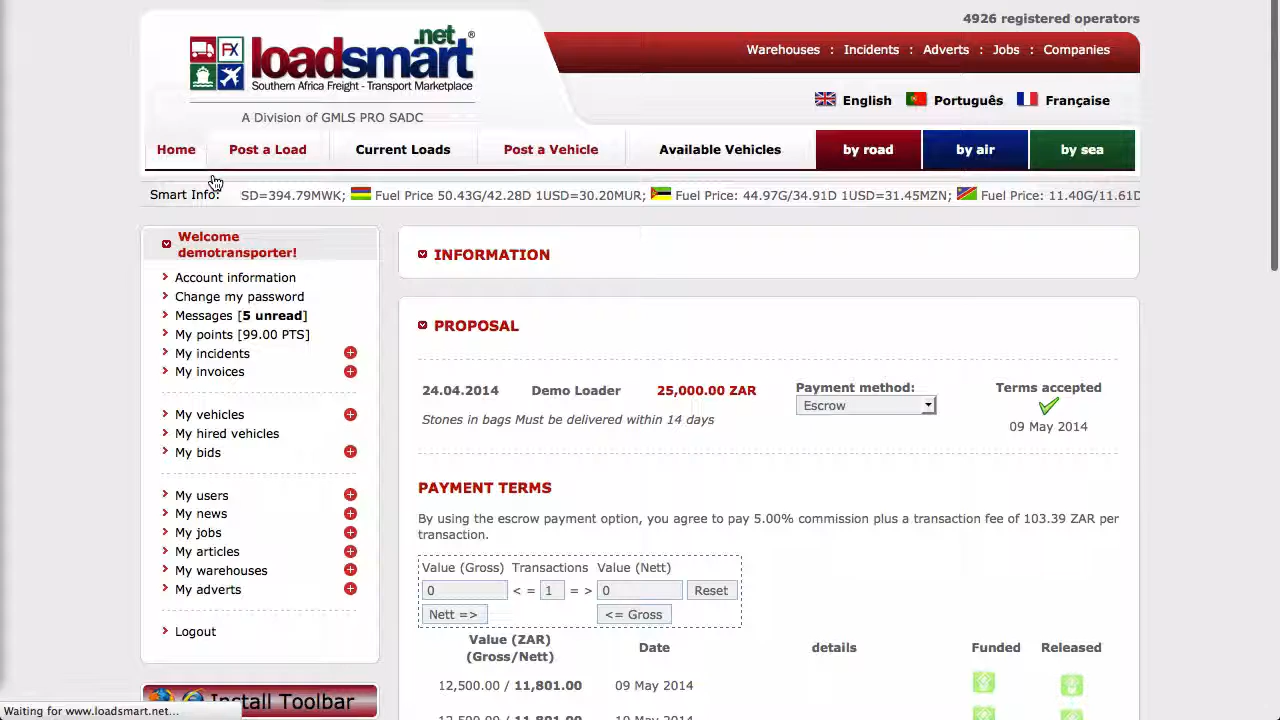 4926 registered operators
FX
loadsmart.net®
Southern Africa Freight - Transport Marketplace
A Division of GMLS PRO SADC
Warehouses : Incidents : Adverts : Jobs : Companies
English Português Française
Home Post a Load Current Loads Post a Vehicle Available Vehicles by road by air by sea
Smart Info: SD=394.79MWK; Fuel Price 50.43G/42.28D 1USD=30.20MUR; Fuel Price: 44.97G/34.91D 1USD=31.45MZN; Fuel Price: 11.40G/11.61D
Welcome
demotransporter!
Account information
Change my password
Messages [5 unread]
My points [99.00 PTS]
My incidents
My invoices
My vehicles
My hired vehicles
My bids
My users
My news
My jobs
My articles
My warehouses
My adverts
Logout
Install Toolbar
INFORMATION
PROPOSAL
24.04.2014 Demo Loader 25,000.00 ZAR
Stones in bags Must be delivered within 14 days
Payment method:
Escrow
Terms accepted
09 May 2014
PAYMENT TERMS
By using the escrow payment option, you agree to pay 5.00% commission plus a transaction fee of 103.39 ZAR per
transaction.
Value (Gross) Transactions Value (Nett)
0 < = 1 = > 0 Reset
Nett => <= Gross
Value (ZAR)
(Gross/Nett) Date details Funded Released
12,500.00 / 11,801.00 09 May 2014
12,500.00 / 11,801.00 10 May 2014
Waiting for www.loadsmart.net...